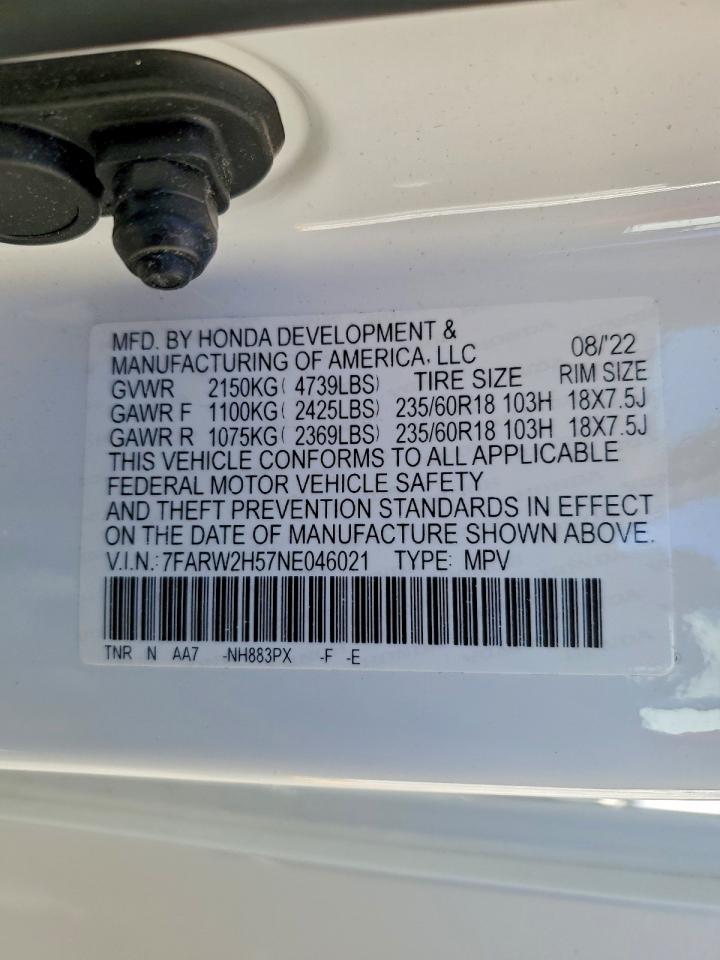 MFD. BY HONDA DEVELOPMENT &
MANUFACTURING OF AMERICA, LLC 08/'22
GVWR 2150KG( 4739LBS) TIRE SIZE RIM SIZE
GAWR F 1100KG( 2425LBS) 235/60R18 103H 18X7.5J
GAWR R 1075KG( 2369LBS) 235/60R18 103H 18X7.5J
THIS VEHICLE CONFORMS TO ALL APPLICABLE
FEDERAL MOTOR VEHICLE SAFETY
AND THEFT PREVENTION STANDARDS IN EFFECT
ON THE DATE OF MANUFACTURE SHOWN ABOVE.
V.I.N.:7FARW2H57NE046021 TYPE: MPV
TNR N AA7 -NH883PX -F -E